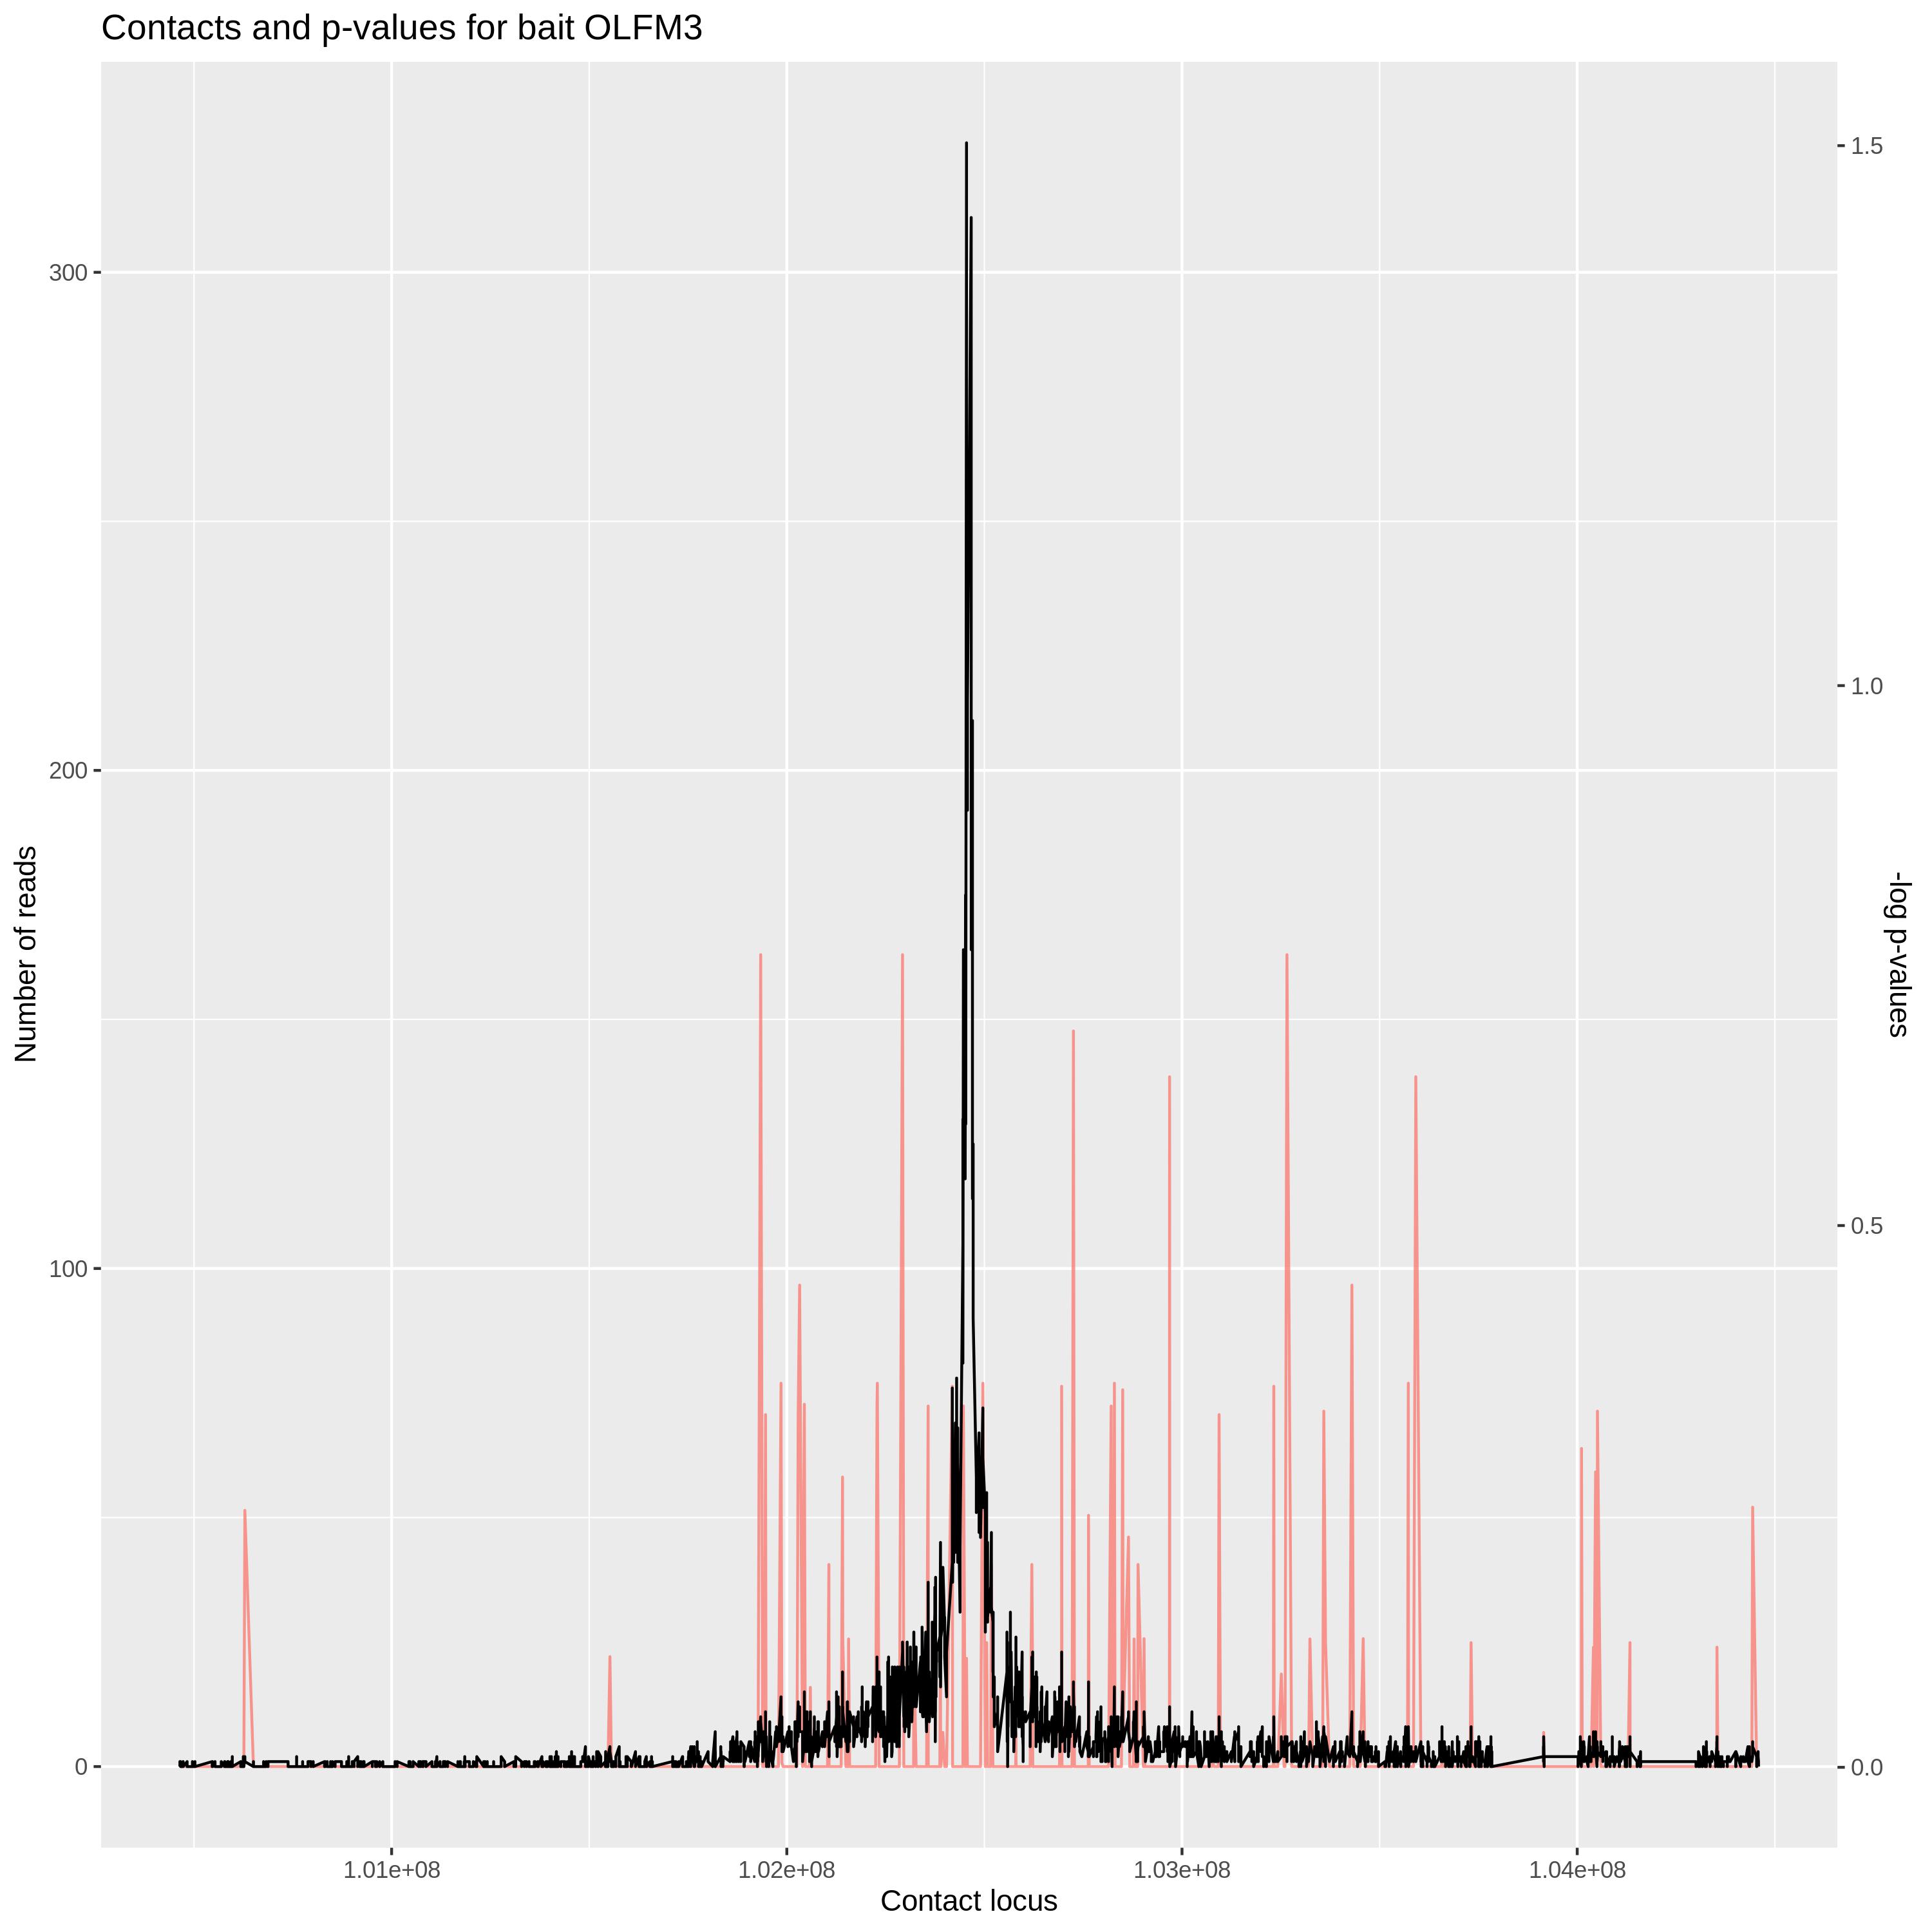 Contacts and p-values for bait OLFM3
300
200
100
0
Number of reads
1.5
1.0
0.5
0.0
-log p-values
1.01e+08
1.02e+08
1.03e+08
1.04e+08
Contact locus